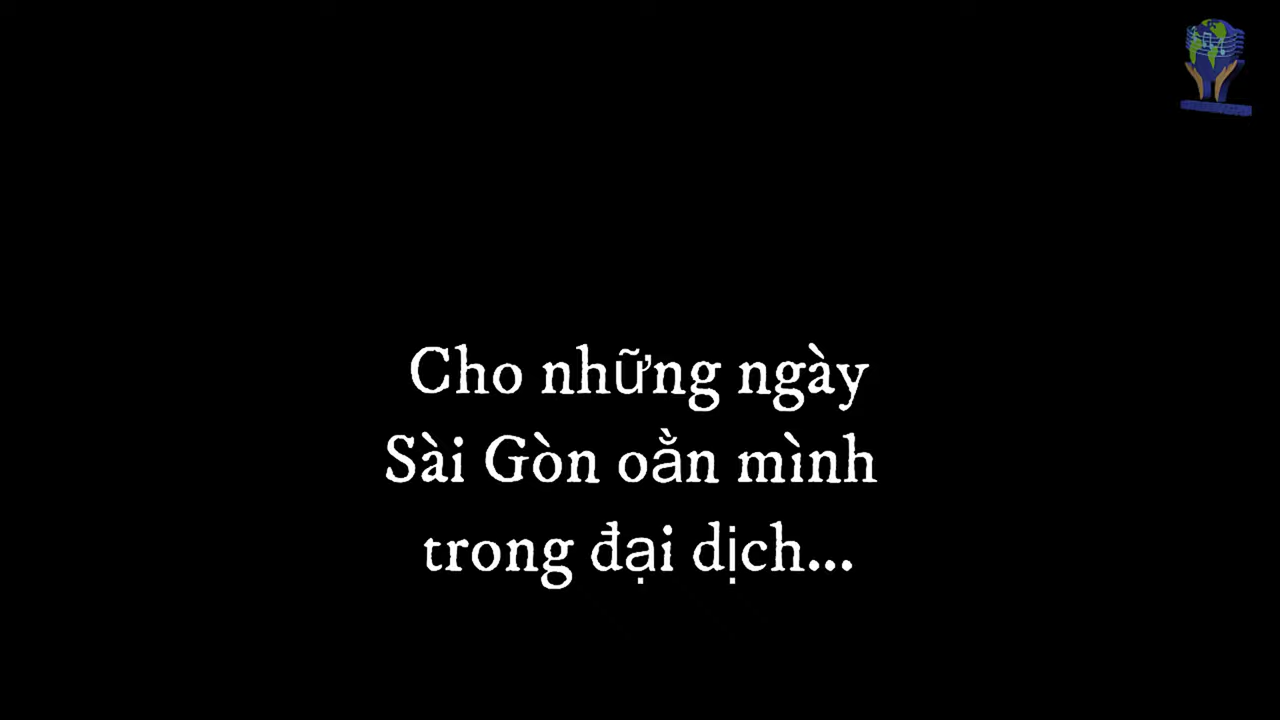 Cho những ngày
Sài Gòn oằn mình
trong đại dịch...